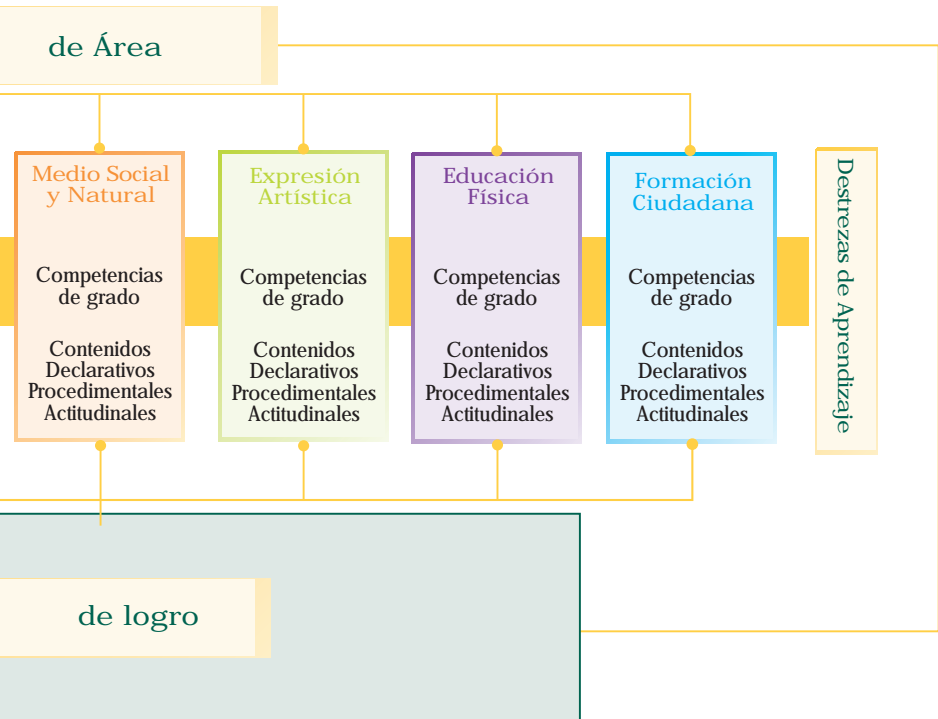 de Área
Medio Social
y Natural
Competencias
de grado
Contenidos
Declarativos
Procedimentales
Actitudinales
Expresión
Artística
Competencias
de grado
Contenidos
Declarativos
Procedimentales
Actitudinales
Educación
Física
Competencias
de grado
Contenidos
Declarativos
Procedimentales
Actitudinales
Formación
Ciudadana
Competencias
de grado
Contenidos
Declarativos
Procedimentales
Actitudinales
Destrezas de Aprendizaje
de logro